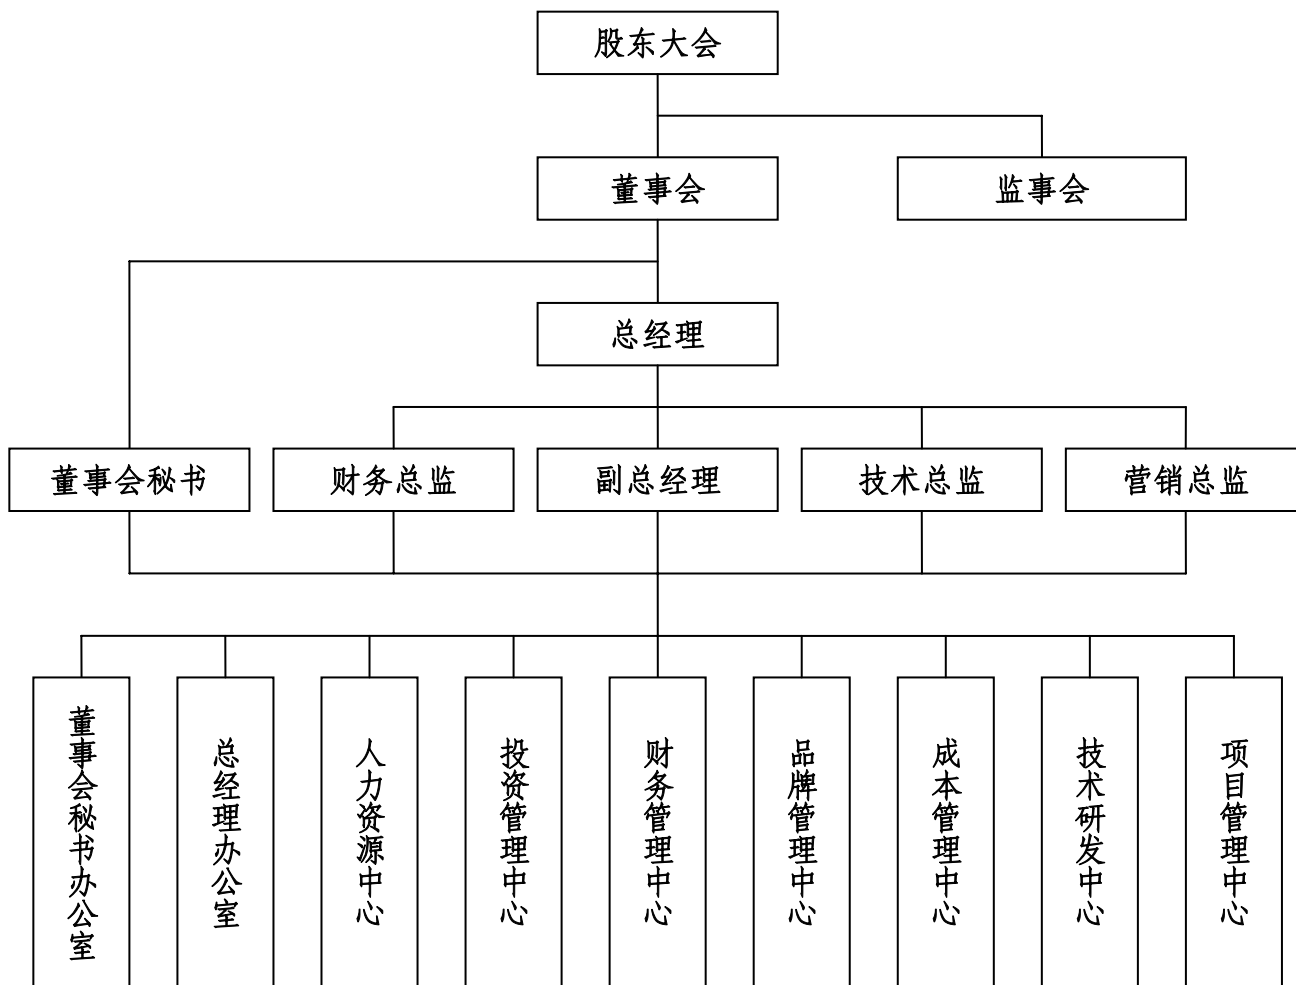 股东大会
董事会
监事会
总经理
董事会秘书
财务总监
副总经理
技术总监
营销总监
董事会秘书办公室
总经理办公室
人力资源中心
投资管理中心
财务管理中心
品牌管理中心
成本管理中心
技术研发中心
项目管理中心